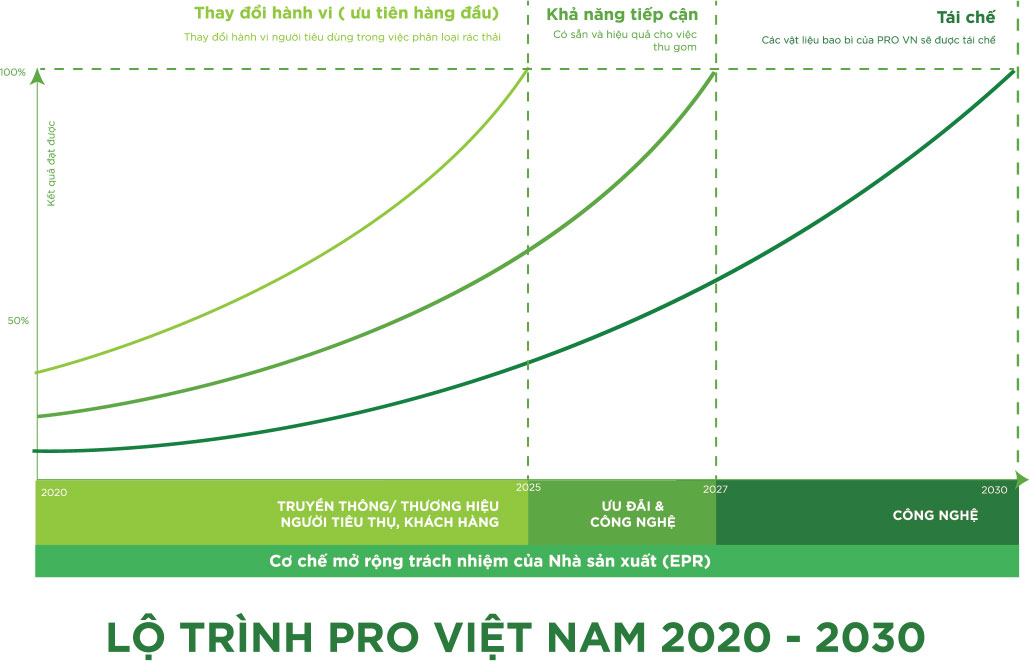 Thay đổi hành vi ( ưu tiên hàng đầu)
Thay đổi hành vi người tiêu dùng trong việc phân loại rác thải
Khả năng tiếp cận
Có sẵn và hiệu quả cho việc
thu gom
Tái chế
Các vật liệu bao bì của PRO VN sẽ được tái chế
100%
Kết quả đạt được
50%
2020
2025
2027
2030
TRUYỀN THÔNG/ THƯƠNG HIỆU
NGƯỜI TIÊU THỤ, KHÁCH HÀNG
ƯU ĐÃI &
CÔNG NGHỆ
CÔNG NGHỆ
Cơ chế mở rộng trách nhiệm của Nhà sản xuất (EPR)
LỘ TRÌNH PRO VIỆT NAM 2020 - 2030